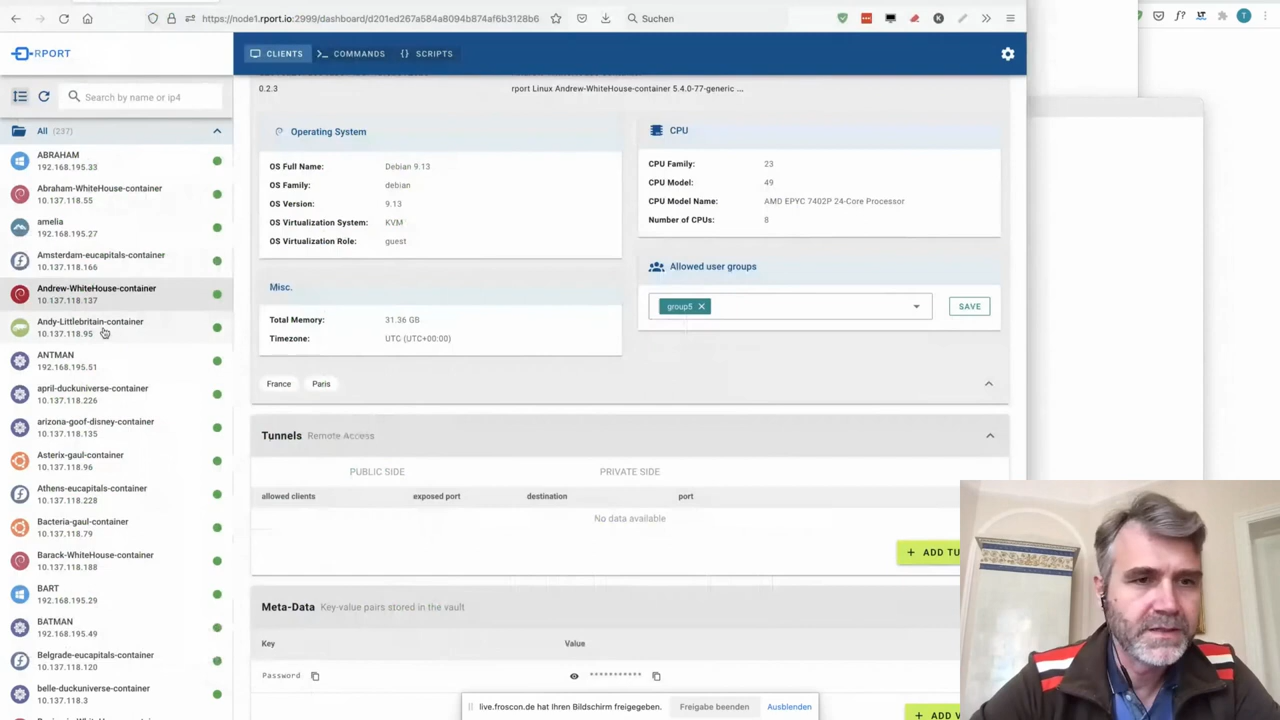 https://node1.rport.io:2999/dashboard/d201ed267a584a8094b874af6b3128b6
Suchen
RPORT
CLIENTS
COMMANDS
SCRIPTS
Search by name or ip4
0.2.3
rport Linux Andrew-WhiteHouse-container 5.4.0-77-generic ...
All (237)
ABRAHAM
192.168.195.33
Abraham-WhiteHouse-container
10.137.118.55
amelia
192.168.195.27
Amsterdam-eucapitals-container
10.137.118.166
Andrew-WhiteHouse-container
10.137.118.137
Andy-Littlebritain-container
10.137.118.95
ANTMAN
192.168.195.51
april-duckuniverse-container
10.137.118.226
arizona-goof-disney-container
10.137.118.135
Asterix-gaul-container
10.137.118.96
Athens-eucapitals-container
10.137.118.228
Bacteria-gaul-container
10.137.118.79
Barack-WhiteHouse-container
10.137.118.188
BART
192.168.195.29
BATMAN
192.168.195.49
Belgrade-eucapitals-container
10.137.118.120
belle-duckuniverse-container
10.137.118.3
Operating System
OS Full Name: Debian 9.13
OS Family: debian
OS Version: 9.13
OS Virtualization System: KVM
OS Virtualization Role: guest
Misc.
Total Memory: 31.36 GB
Timezone: UTC (UTC+00:00)
CPU
CPU Family: 23
CPU Model: 49
CPU Model Name: AMD EPYC 7402P 24-Core Processor
Number of CPUs: 8
Allowed user groups
group5
SAVE
France
Paris
Tunnels Remote Access
PUBLIC SIDE
PRIVATE SIDE
allowed clients exposed port destination port
No data available
+ ADD TU
Meta-Data Key-value pairs stored in the vault
Key Value
Password ***********
+ ADD V
live.froscon.de hat Ihren Bildschirm freigegeben.
Freigabe beenden
Ausblenden